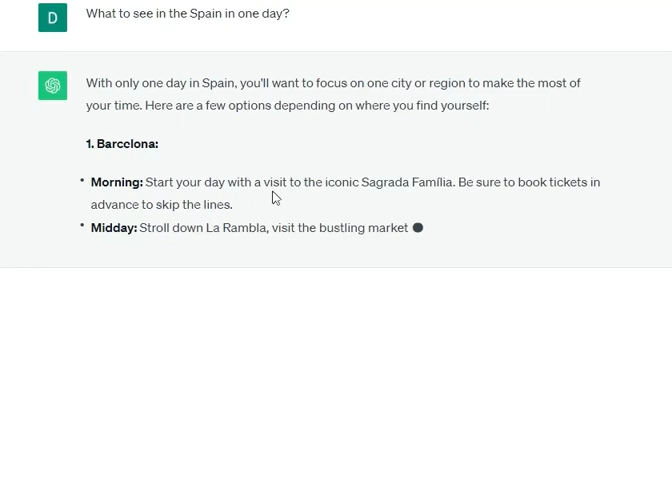 D
What to see in the Spain in one day?
With only one day in Spain, you'll want to focus on one city or region to make the most of
your time. Here are a few options depending on where you find yourself:
1. Barcelona:
• Morning: Start your day with a visit to the iconic Sagrada Família. Be sure to book tickets in
advance to skip the lines.
• Midday: Stroll down La Rambla, visit the bustling market